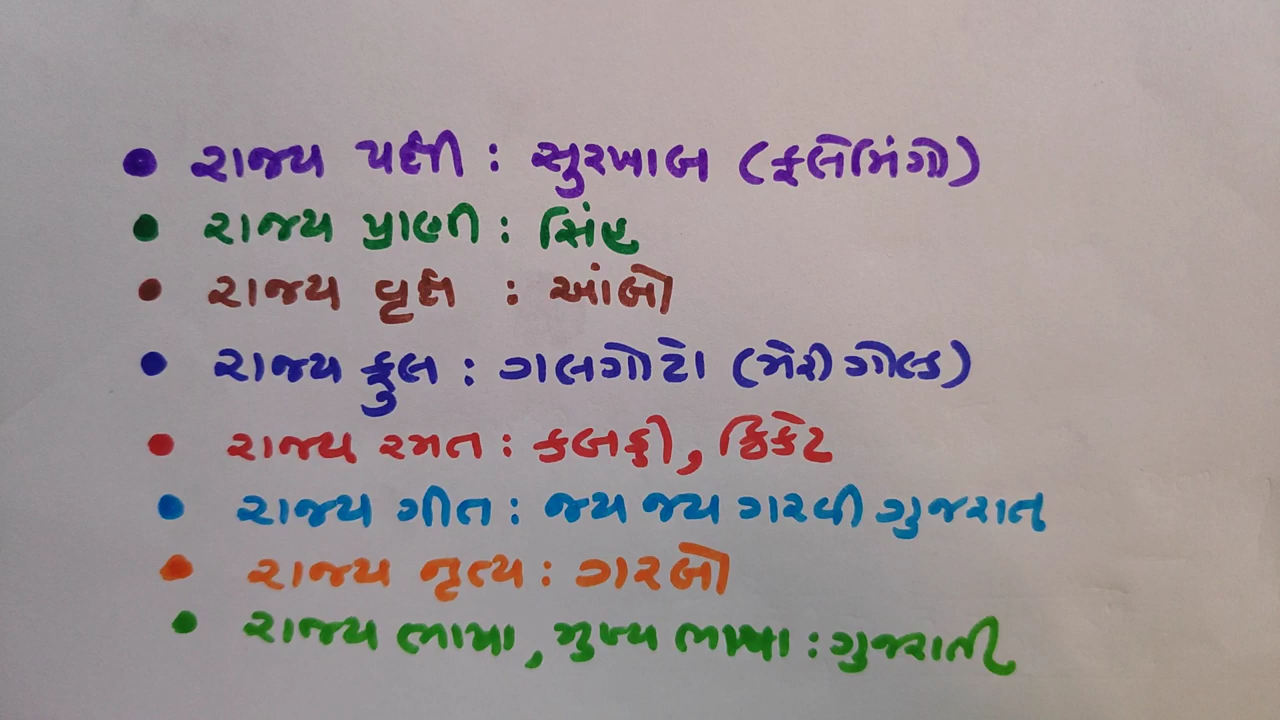 • રાજ્ય પક્ષી : સુરખાબ (ફ્લેમિંગો)
• રાજ્ય પ્રાણી : સિંહ
• રાજ્ય વૃક્ષ : આંબો
• રાજ્ય ફુલ : ગલગોટો (મેરી ગોલ્ડ)
• રાજ્ય રમત : કબડ્ડી, ક્રિકેટ
• રાજ્ય ગીત : જય જય ગરવી ગુજરાત
• રાજ્ય નૃત્ય : ગરબો
• રાજ્ય ભાષા, મુખ્ય ભાષા : ગુજરાતી